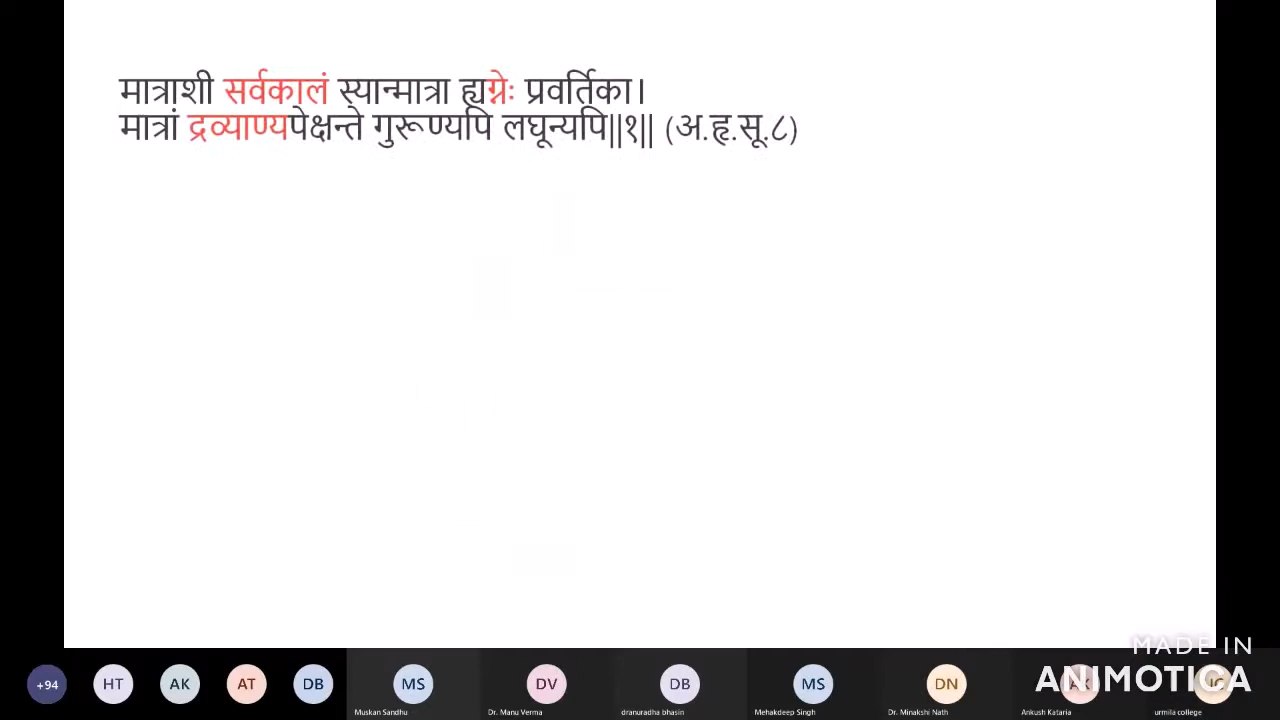 मात्राशी सर्वकालं स्यान्मात्रा ह्यग्नेः प्रवर्तिका।
मात्रां द्रव्याण्यपेक्षन्ते गुरूण्यपि लघून्यपि||१|| (अ.हृ.सू.८)
MADE IN
ANIMOTICA
+94 HT AK AT DB MS DV DB MS DN AK
Muskan Sandhu Dr. Manu Verma dranuradha bhasin Mehakdeep Singh Dr. Minakshi Nath Ankush Kataria urmila college